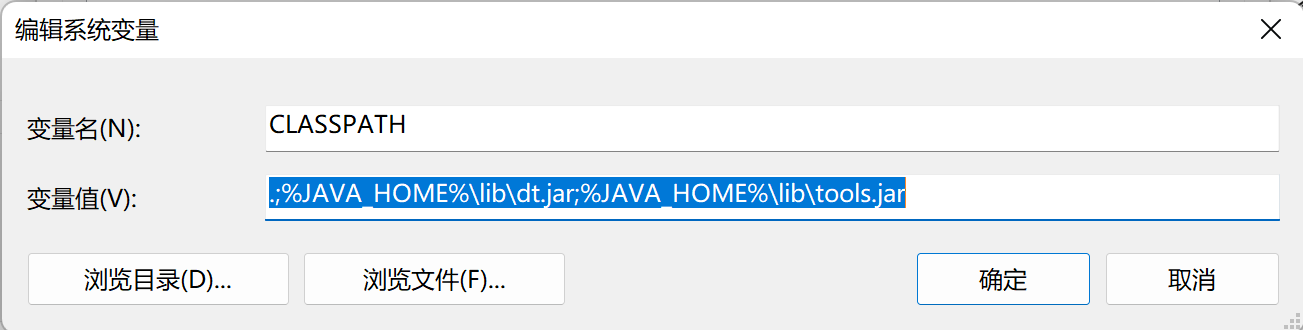 编辑系统变量
变量名(N): CLASSPATH
变量值(V): .;%JAVA_HOME%\lib\dt.jar;%JAVA_HOME%\lib\tools.jar
浏览目录(D)... 浏览文件(F)... 确定 取消